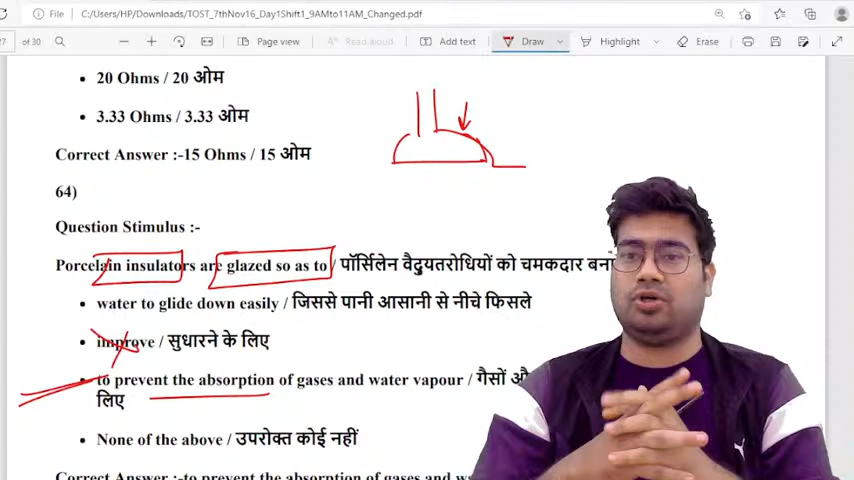 File | C:/Users/HP/Downloads/TOST_7thNov16_Day1Shift1_9AMto11AM_Changed.pdf
27 of 30 Read aloud Add text Draw Highlight Erase
• 20 Ohms / 20 ओम
• 3.33 Ohms / 3.33 ओम
Correct Answer :-15 Ohms / 15 ओम
64)
Question Stimulus :-
Porcelain insulators are glazed so as to / पॉर्सिलेन वैद्युतरोधियों को चमकदार
• water to glide down easily / जिससे पानी आसानी से नीचे फिसले
• improve / सुधारने के लिए
• to prevent the absorption of gases and water vapour / गैसों
लिए
• None of the above / उपरोक्त कोई नहीं
Correct Answer :-to prevent the absorption of gases and